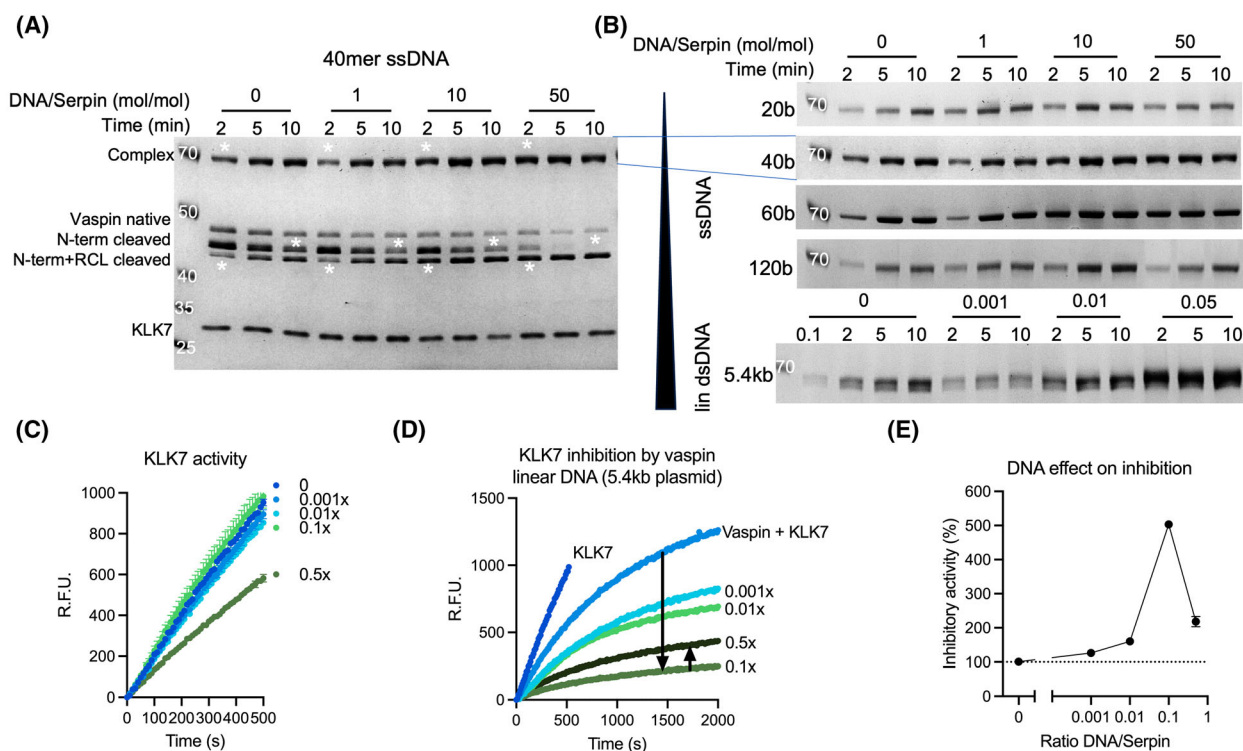 (A)
40mer ssDNA
DNA/Serpin (mol/mol) 0 1 10 50
Time (min) 2 5 10 2 5 10 2 5 10 2 5 10
Complex
70
* * * *
50
Vaspin native
N-term cleaved
* * * *
N-term+RCL cleaved
* * * *
40
35
KLK7
25
(B)
DNA/Serpin (mol/mol) 0 1 10 50
Time (min) 2 5 10 2 5 10 2 5 10 2 5 10
70
20b
70
40b
ssDNA
70
60b
70
120b
0 0.001 0.01 0.05
0.1 2 5 10 2 5 10 2 5 10 2 5 10
70
5.4kb
lin dsDNA
(C)
KLK7 activity
R.F.U.
1000
800
600
400
200
0
0 100 200 300 400 500
Time (s)
0
0.001x
0.01x
0.1x
0.5x
(D)
KLK7 inhibition by vaspin
linear DNA (5.4kb plasmid)
R.F.U.
1500
1000
500
0
0 500 1000 1500 2000
Time (s)
KLK7
Vaspin + KLK7
0.001x
0.01x
0.5x
0.1x
(E)
DNA effect on inhibition
Inhibitory activity (%)
600
500
400
300
200
100
0
0 0.001 0.01 0.1 1
Ratio DNA/Serpin